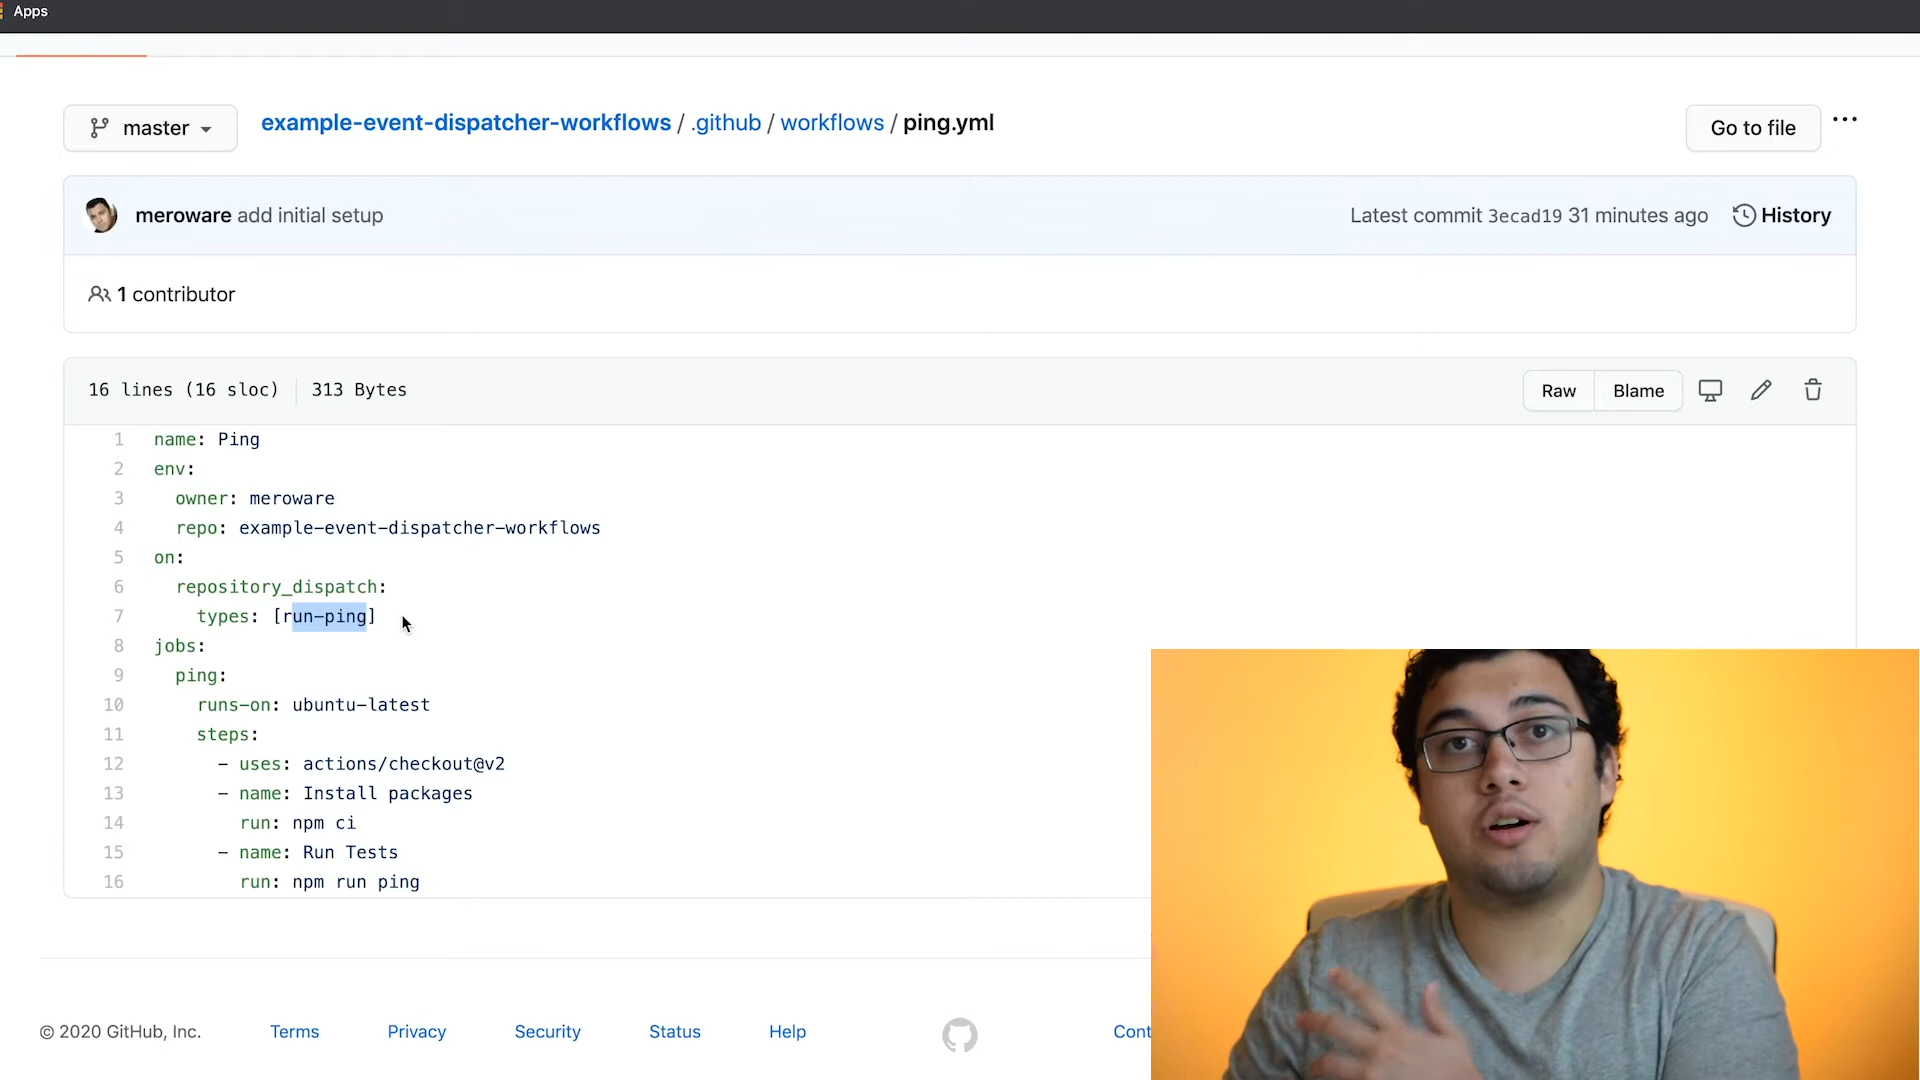 Apps
master
example-event-dispatcher-workflows / .github / workflows / ping.yml
Go to file
meroware add initial setup
Latest commit 3ecad19 31 minutes ago
History
1 contributor
16 lines (16 sloc) 313 Bytes
Raw
Blame
1 name: Ping
2 env:
3 owner: meroware
4 repo: example-event-dispatcher-workflows
5 on:
6 repository_dispatch:
7 types: [run-ping]
8 jobs:
9 ping:
10 runs-on: ubuntu-latest
11 steps:
12 - uses: actions/checkout@v2
13 - name: Install packages
14 run: npm ci
15 - name: Run Tests
16 run: npm run ping
© 2020 GitHub, Inc.
Terms
Privacy
Security
Status
Help
Cont